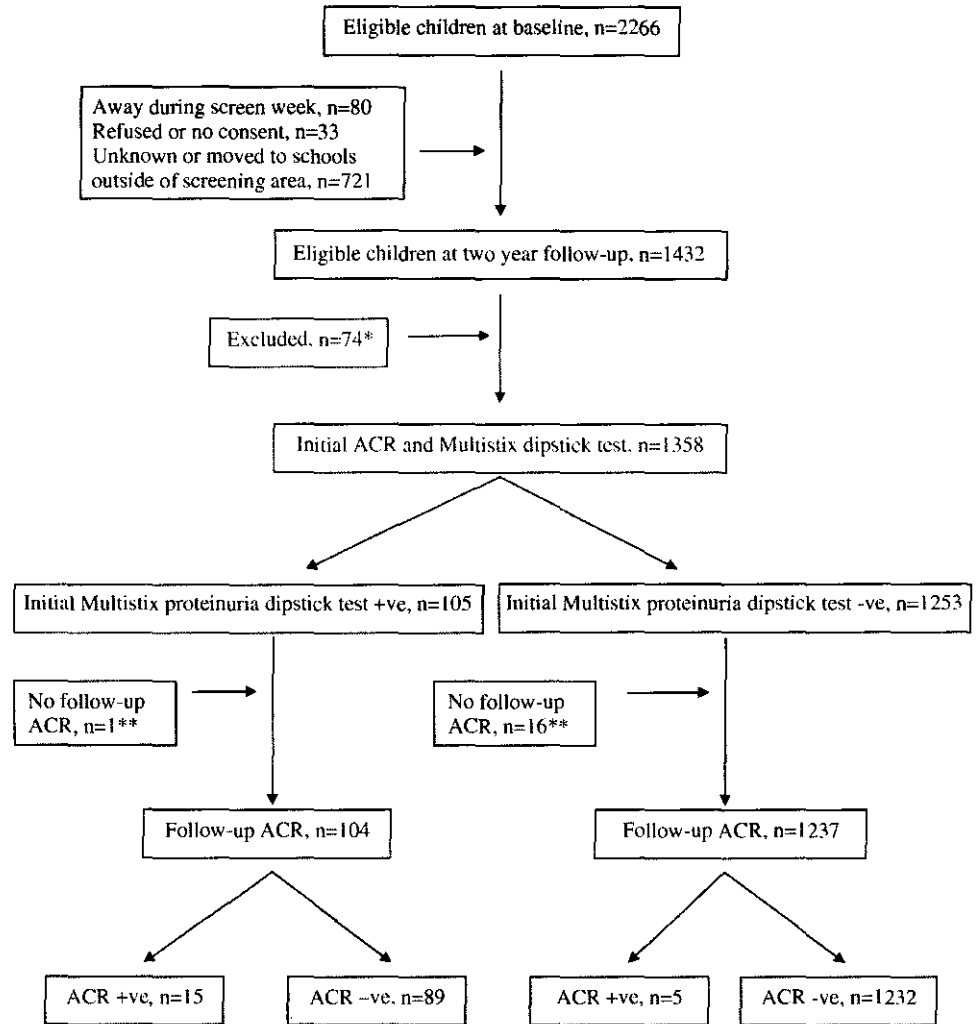 Eligible children at baseline, n=2266
Away during screen week, n=80
Refused or no consent, n=33
Unknown or moved to schools
outside of screening area, n=721
Eligible children at two year follow-up, n=1432
Excluded, n=74*
Initial ACR and Multistix dipstick test, n=1358
Initial Multistix proteinuria dipstick test +ve, n=105
Initial Multistix proteinuria dipstick test -ve, n=1253
No follow-up
ACR, n=1**
No follow-up
ACR, n=16**
Follow-up ACR, n=104
Follow-up ACR, n=1237
ACR +ve, n=15
ACR –ve, n=89
ACR +ve, n=5
ACR -ve, n=1232